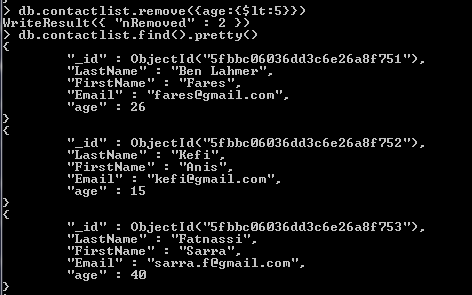 > db.contactlist.remove({age:{$lt:5}})
WriteResult({ "nRemoved" : 2 })
> db.contactlist.find().pretty()
{
        "_id" : ObjectId("5fbbc06036dd3c6e26a8f751"),
        "LastName" : "Ben Lahmer",
        "FirstName" : "Fares",
        "Email" : "fares@gmail.com",
        "age" : 26
}
{
        "_id" : ObjectId("5fbbc06036dd3c6e26a8f752"),
        "LastName" : "Kefi",
        "FirstName" : "Anis",
        "Email" : "kefi@gmail.com",
        "age" : 15
}
{
        "_id" : ObjectId("5fbbc06036dd3c6e26a8f753"),
        "LastName" : "Fatnassi",
        "FirstName" : "Sarra",
        "Email" : "sarra.f@gmail.com",
        "age" : 40
}